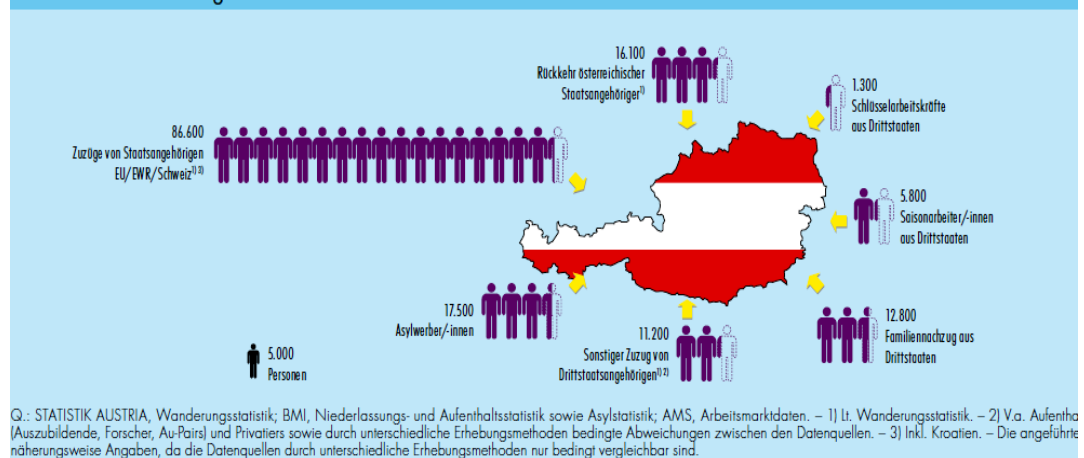 16.100
Rückkehr österreichischer
Staatsangehöriger¹⁾
1.300
Schlüsselarbeitskräfte
aus Drittstaaten
86.600
Zuzüge von Staatsangehörigen
EU/EWR/Schweiz¹⁾ ³⁾
5.800
Saisonarbeiter/-innen
aus Drittstaaten
17.500
Asylwerber/-innen
11.200
Sonstiger Zuzug von
Drittstaatsangehörigen¹⁾ ²⁾
12.800
Familiennachzug aus
Drittstaaten
5.000
Personen
Q.: STATISTIK AUSTRIA, Wanderungsstatistik; BMI, Niederlassungs- und Aufenthaltsstatistik sowie Asylstatistik; AMS, Arbeitsmarktdaten. – 1) Lt. Wanderungsstatistik. – 2) V.a. Aufentha
(Auszubildende, Forscher, Au-Pairs) und Privatiers sowie durch unterschiedliche Erhebungsmethoden bedingte Abweichungen zwischen den Datenquellen. – 3) Inkl. Kroatien. – Die angeführte
näherungsweise Angaben, da die Datenquellen durch unterschiedliche Erhebungsmethoden nur bedingt vergleichbar sind.